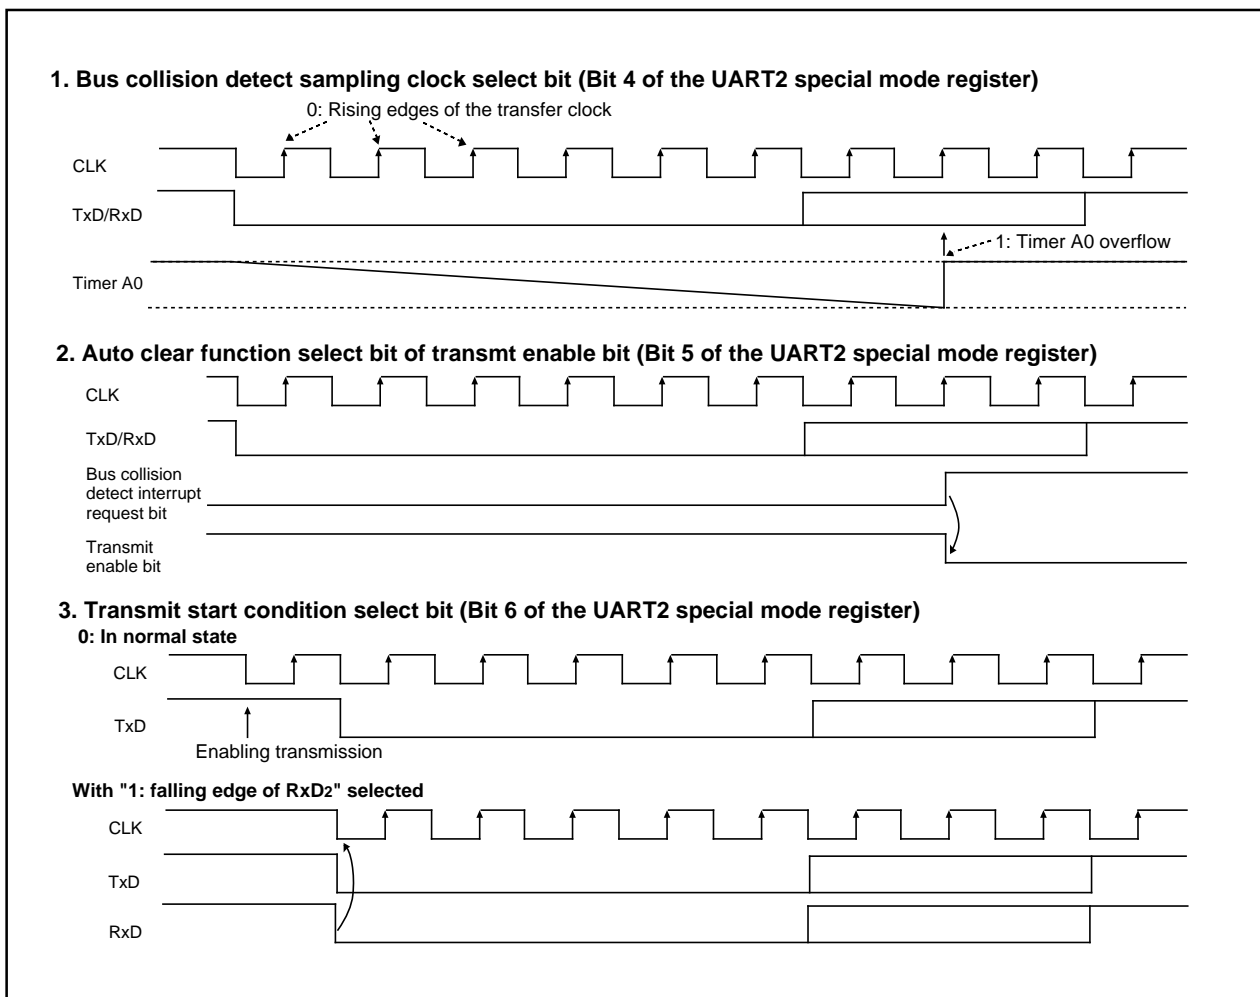 1. Bus collision detect sampling clock select bit (Bit 4 of the UART2 special mode register)
0: Rising edges of the transfer clock
CLK
TxD/RxD
1: Timer A0 overflow
Timer A0
2. Auto clear function select bit of transmt enable bit (Bit 5 of the UART2 special mode register)
CLK
TxD/RxD
Bus collision
detect interrupt
request bit
Transmit
enable bit
3. Transmit start condition select bit (Bit 6 of the UART2 special mode register)
0: In normal state
CLK
TxD
Enabling transmission
With "1: falling edge of RxD2" selected
CLK
TxD
RxD